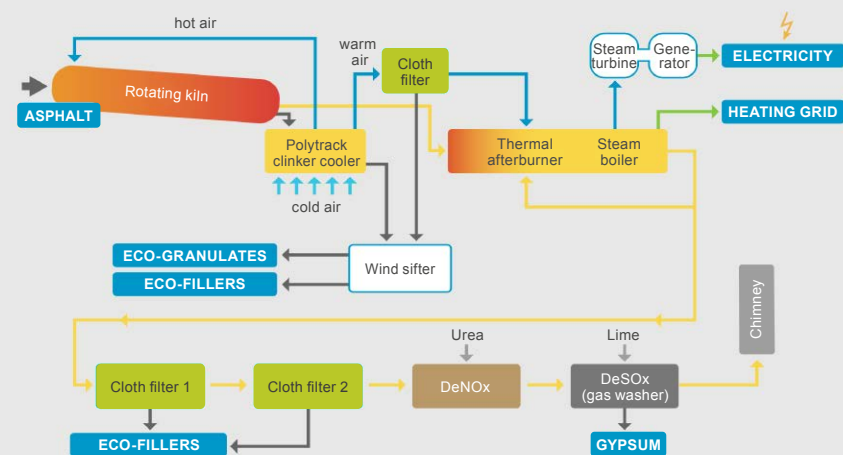 hot air
warm
air
Cloth
filter
Steam
turbine
Gene-
rator
ELECTRICITY
Rotating kiln
ASPHALT
HEATING GRID
Polytrack
clinker cooler
Thermal
afterburner
Steam
boiler
cold air
ECO-GRANULATES
ECO-FILLERS
Wind sifter
Chimney
Urea
Lime
Cloth filter 1
Cloth filter 2
DeNOx
DeSOx
(gas washer)
ECO-FILLERS
GYPSUM